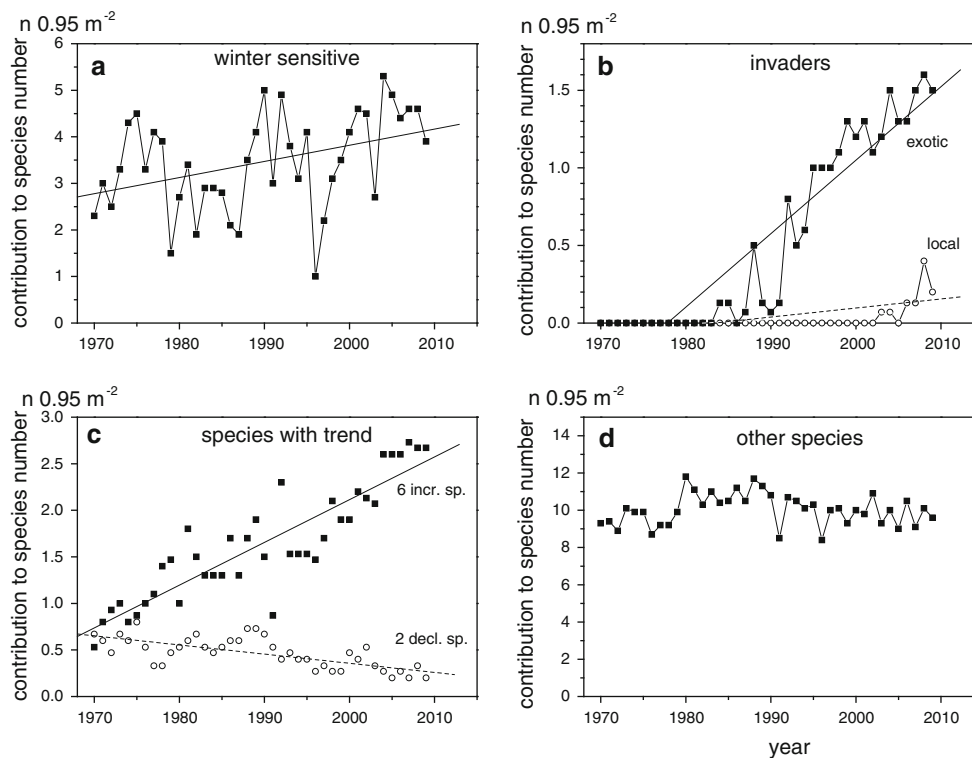 n 0.95 m-2
a
winter sensitive
contribution to species number
6
5
4
3
2
1
0
1970 1980 1990 2000 2010
n 0.95 m-2
b
invaders
exotic
local
contribution to species number
1.5
1.0
0.5
0.0
1970 1980 1990 2000 2010
n 0.95 m-2
c
species with trend
6 incr. sp.
2 decl. sp.
contribution to species number
3.0
2.5
2.0
1.5
1.0
0.5
0.0
1970 1980 1990 2000 2010
n 0.95 m-2
d
other species
contribution to species number
14
12
10
8
6
4
2
0
1970 1980 1990 2000 2010
year